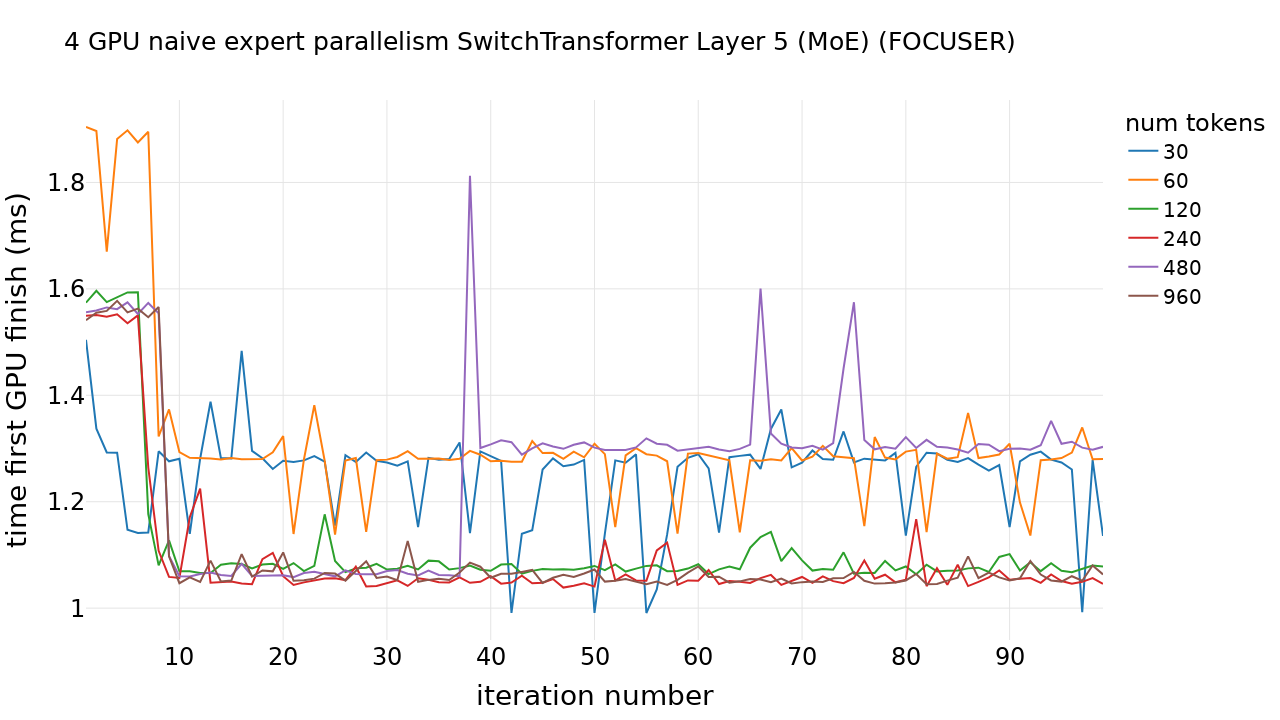 4 GPU naive expert parallelism SwitchTransformer Layer 5 (MoE) (FOCUSER)
num tokens
30
60
120
240
480
960
time first GPU finish (ms)
1.8
1.6
1.4
1.2
1
10 20 30 40 50 60 70 80 90
iteration number